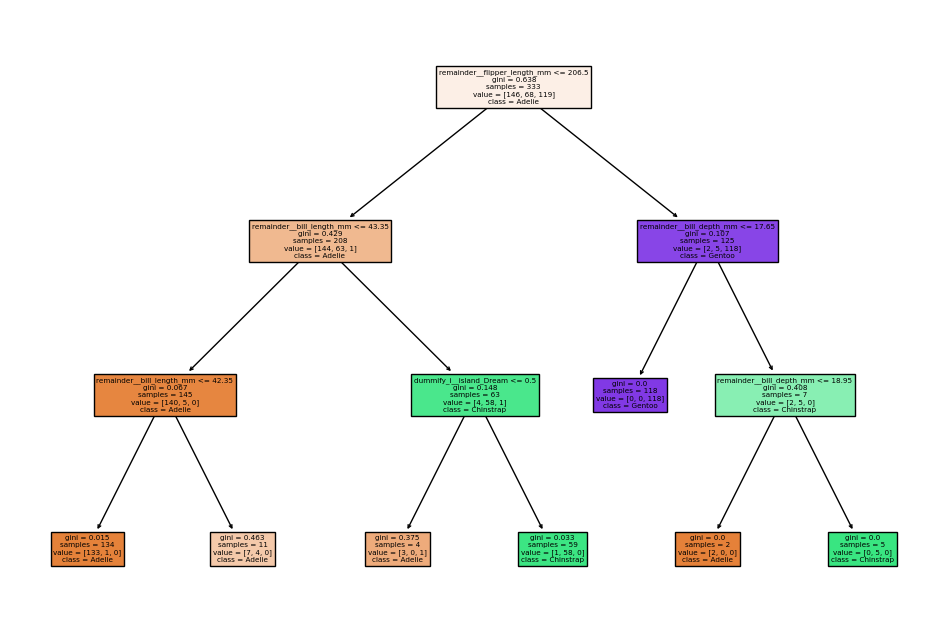 remainder__flipper_length_mm <= 206.5
gini = 0.638
samples = 333
value = [146, 68, 119]
class = Adelie
remainder__bill_length_mm <= 43.35
gini = 0.429
samples = 208
value = [144, 63, 1]
class = Adelie
remainder__bill_depth_mm <= 17.65
gini = 0.107
samples = 125
value = [2, 5, 118]
class = Gentoo
remainder__bill_length_mm <= 42.35
gini = 0.067
samples = 145
value = [140, 5, 0]
class = Adelie
dummify_i__island_Dream <= 0.5
gini = 0.148
samples = 63
value = [4, 58, 1]
class = Chinstrap
gini = 0.0
samples = 118
value = [0, 0, 118]
class = Gentoo
remainder__bill_depth_mm <= 18.95
gini = 0.408
samples = 7
value = [2, 5, 0]
class = Chinstrap
gini = 0.015
samples = 134
value = [133, 1, 0]
class = Adelie
gini = 0.463
samples = 11
value = [7, 4, 0]
class = Adelie
gini = 0.375
samples = 4
value = [3, 0, 1]
class = Adelie
gini = 0.033
samples = 59
value = [1, 58, 0]
class = Chinstrap
gini = 0.0
samples = 2
value = [2, 0, 0]
class = Adelie
gini = 0.0
samples = 5
value = [0, 5, 0]
class = Chinstrap